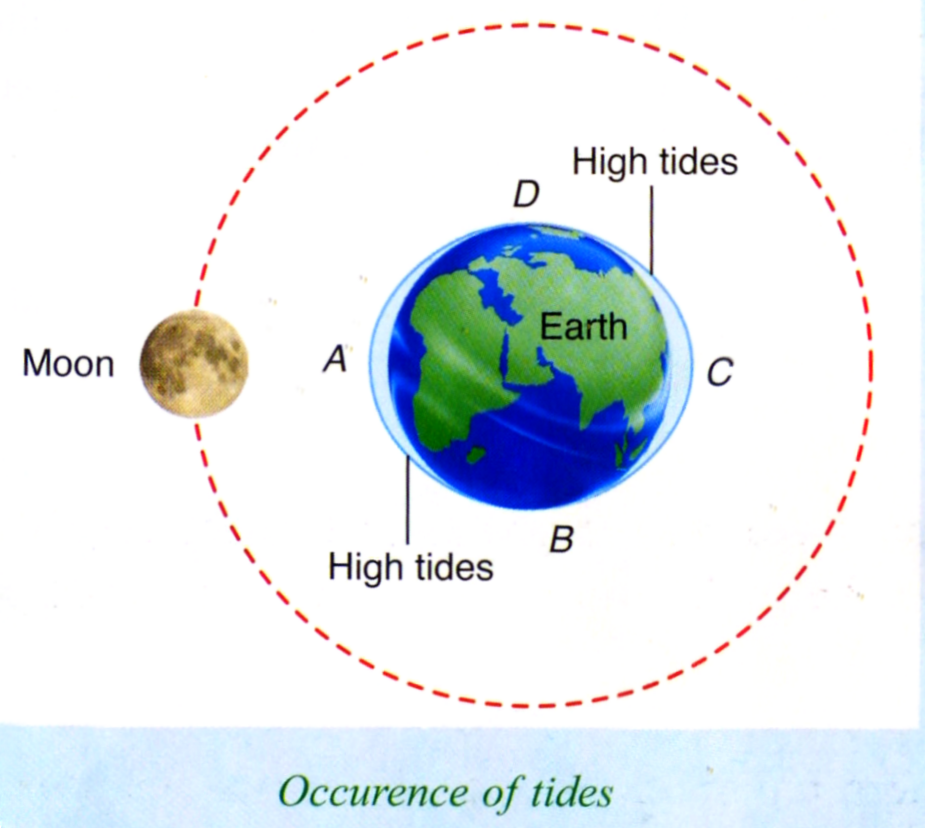 High tides
D
Earth
Moon
A
C
B
High tides
Occurence of tides